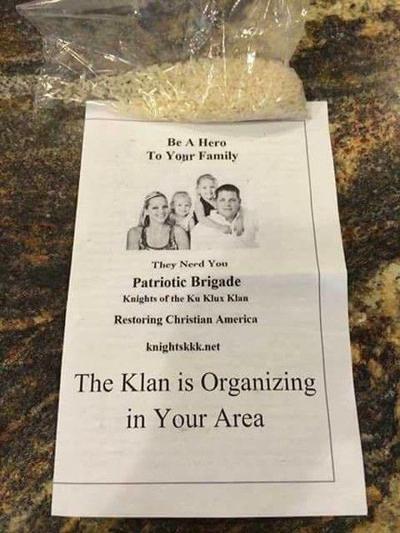 Be A Hero
To Your Family
They Need You
Patriotic Brigade
Knights of the Ku Klux Klan
Restoring Christian America
knightskkk.net
The Klan is Organizing
in Your Area